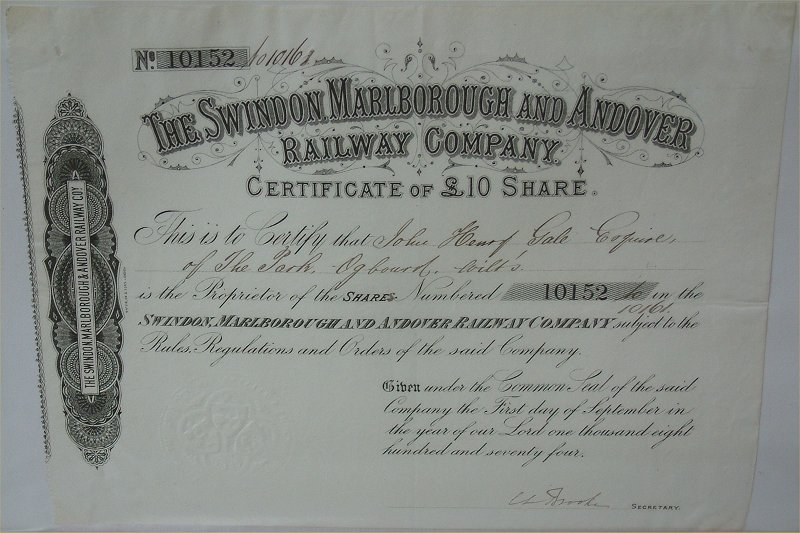 No. 10152 to 10161
THE SWINDON, MARLBOROUGH AND ANDOVER
RAILWAY COMPANY.
CERTIFICATE OF £10 SHARE.
This is to Certify that John Henry Gale Esquire,
of The Park, Ogbourd, Wilts
is the Proprietor of the SHARES Numbered 10152 to in the
10161
SWINDON, MARLBOROUGH AND ANDOVER RAILWAY COMPANY, subject to the
Rules, Regulations and Orders of the said Company.
Given under the Common Seal of the said
Company the First day of September in
the year of our Lord one thousand eight
hundred and seventy four.
SECRETARY.
THE SWINDON, MARLBOROUGH & ANDOVER RAILWAY COY.